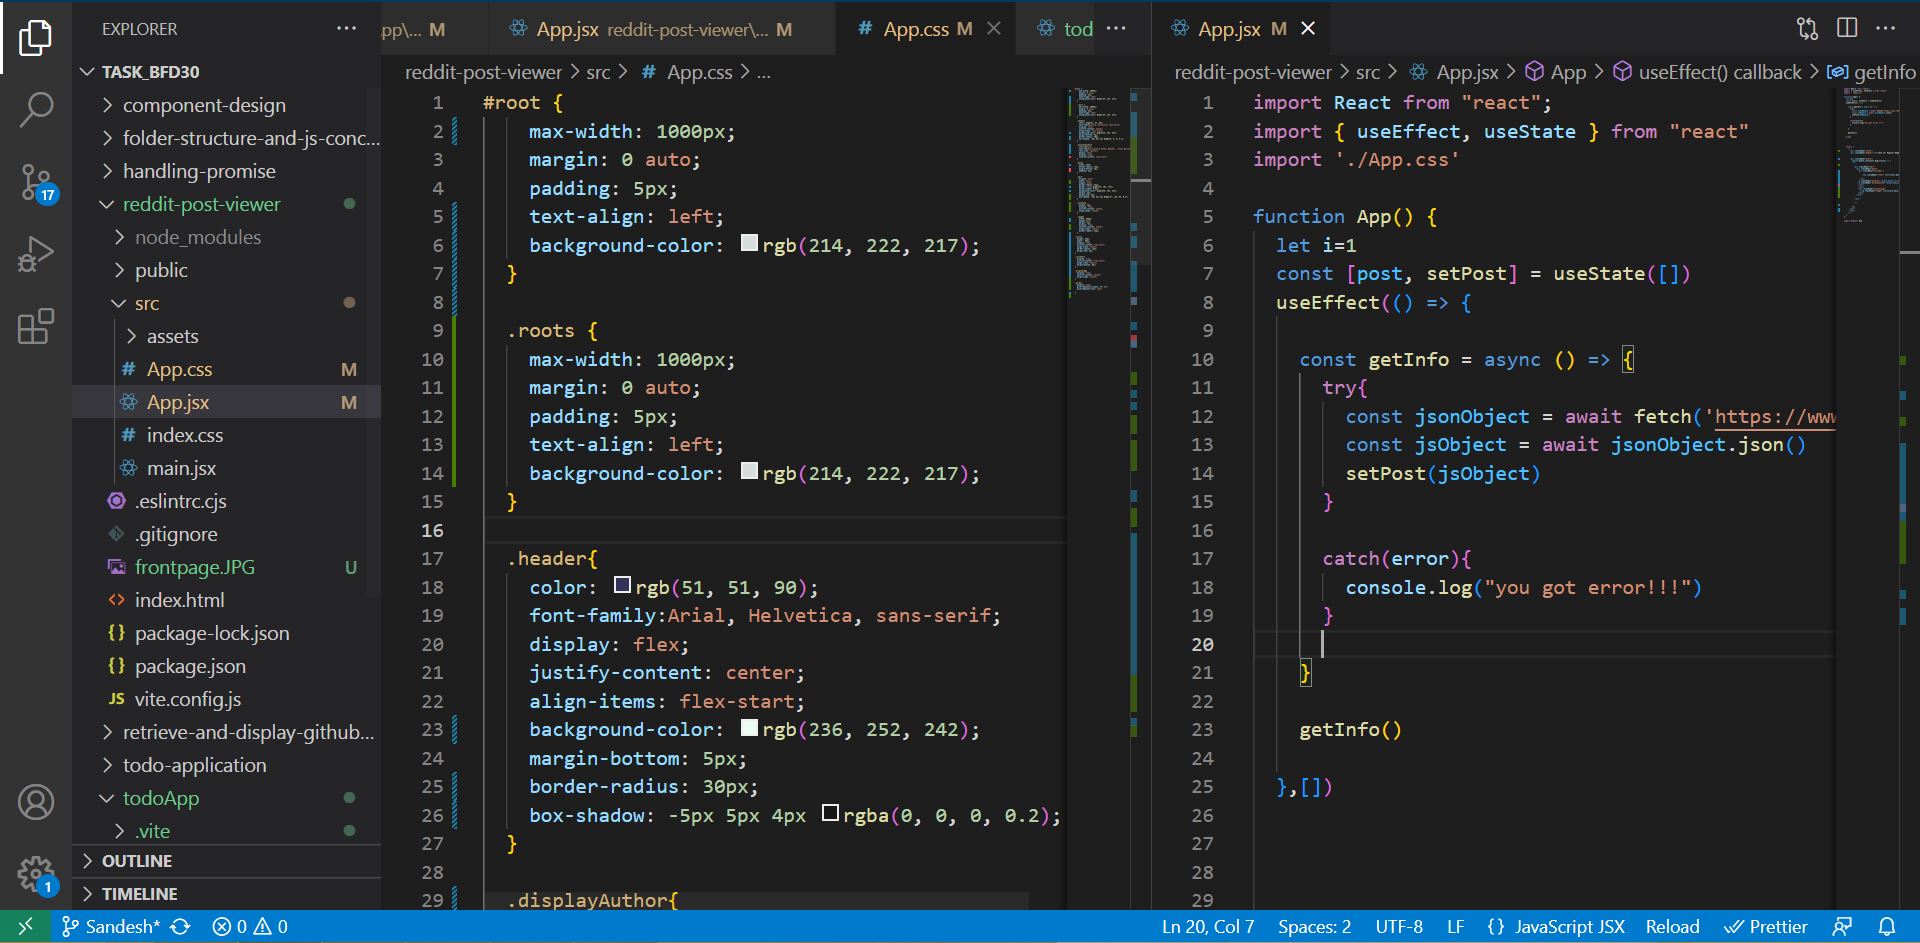 EXPLORER
TASK_BFD30
component-design
folder-structure-and-js-conc...
handling-promise
reddit-post-viewer
node_modules
public
src
assets
App.css M
App.jsx M
index.css
main.jsx
.eslintrc.cjs
.gitignore
frontpage.JPG U
index.html
package-lock.json
package.json
JS vite.config.js
retrieve-and-display-github...
todo-application
todoApp
.vite
OUTLINE
TIMELINE
17
1
pp\... M
App.jsx reddit-post-viewer\... M
# App.css M
tod
reddit-post-viewer > src > # App.css > ...
1 #root {
2 max-width: 1000px;
3 margin: 0 auto;
4 padding: 5px;
5 text-align: left;
6 background-color: rgb(214, 222, 217);
7 }
8
9 .roots {
10 max-width: 1000px;
11 margin: 0 auto;
12 padding: 5px;
13 text-align: left;
14 background-color: rgb(214, 222, 217);
15 }
16
17 .header{
18 color: rgb(51, 51, 90);
19 font-family:Arial, Helvetica, sans-serif;
20 display: flex;
21 justify-content: center;
22 align-items: flex-start;
23 background-color: rgb(236, 252, 242);
24 margin-bottom: 5px;
25 border-radius: 30px;
26 box-shadow: -5px 5px 4px rgba(0, 0, 0, 0.2);
27 }
28
29 .displayAuthor{
App.jsx M
reddit-post-viewer > src > App.jsx > App > useEffect() callback > getInfo
1 import React from "react";
2 import { useEffect, useState } from "react"
3 import './App.css'
4
5 function App() {
6 let i=1
7 const [post, setPost] = useState([])
8 useEffect(() => {
9
10 const getInfo = async () => {
11 try{
12 const jsonObject = await fetch('https://www
13 const jsObject = await jsonObject.json()
14 setPost(jsObject)
15 }
16
17 catch(error){
18 console.log("you got error!!!")
19 }
20
21 }
22
23 getInfo()
24
25 },[])
26
27
28
29
Sandesh* 0 0
Ln 20, Col 7 Spaces: 2 UTF-8 LF {} JavaScript JSX Reload Prettier